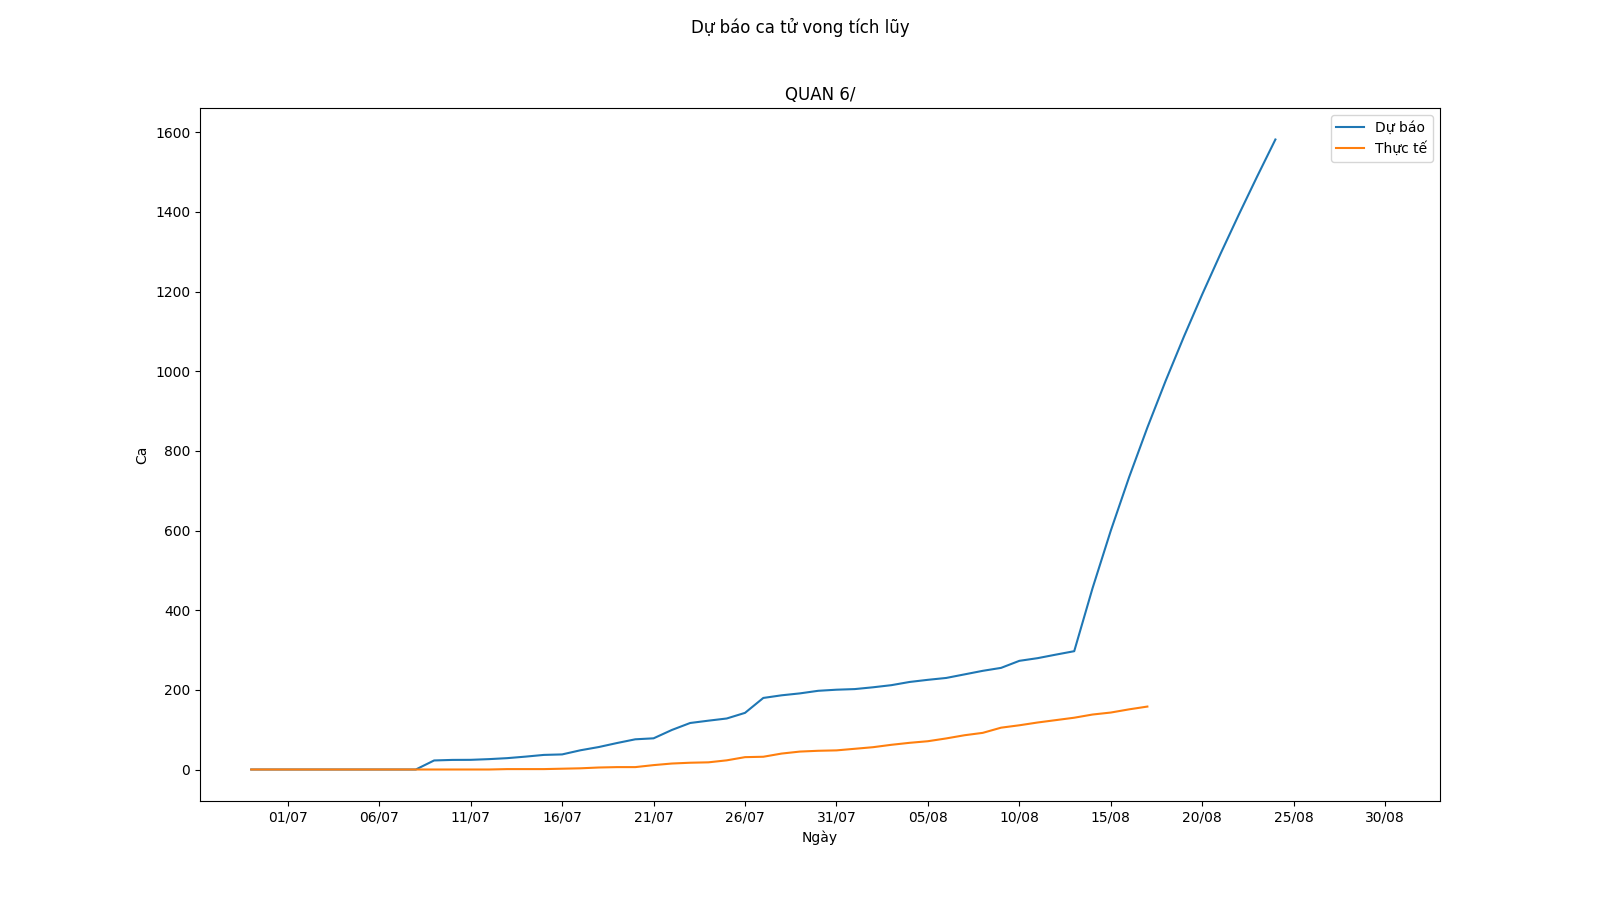 Dự báo ca tử vong tích lũy
QUAN 6/
Dự báo
Thực tế
Ca
1600
1400
1200
1000
800
600
400
200
0
01/07 06/07 11/07 16/07 21/07 26/07 31/07 05/08 10/08 15/08 20/08 25/08 30/08
Ngày